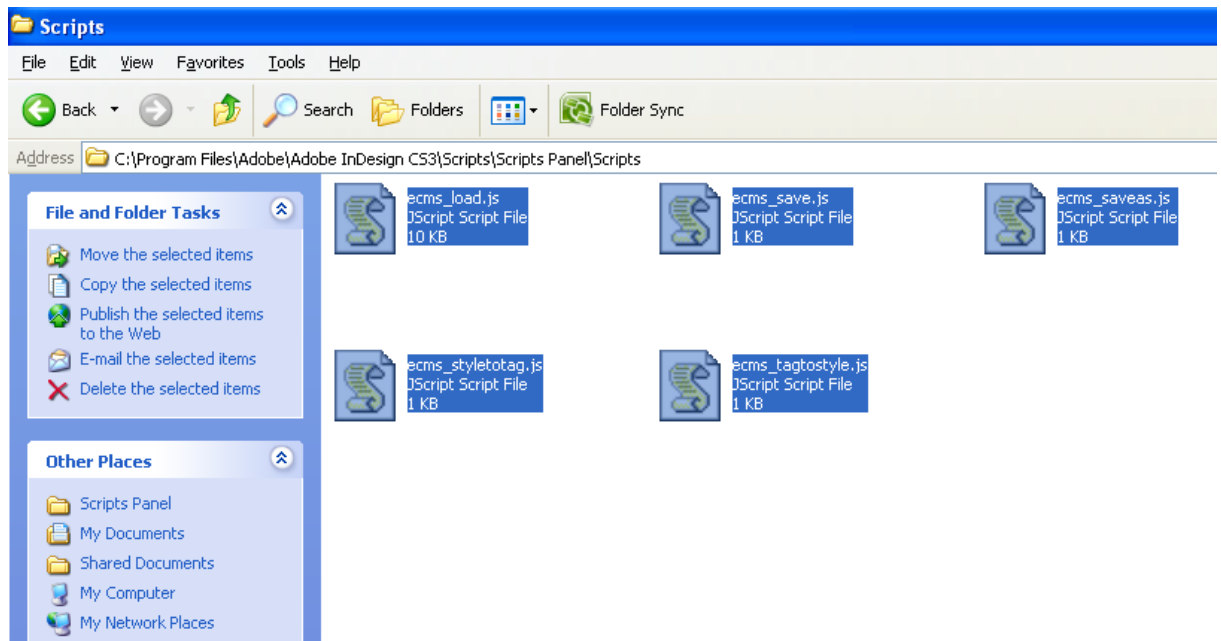 Scripts
File Edit View Favorites Tools Help
Back Search Folders Folder Sync
Address C:\Program Files\Adobe\Adobe InDesign CS3\Scripts\Scripts Panel\Scripts
File and Folder Tasks
Move the selected items
Copy the selected items
Publish the selected items
to the Web
E-mail the selected items
Delete the selected items
Other Places
Scripts Panel
My Documents
Shared Documents
My Computer
My Network Places
ecms_load.js
JScript Script File
10 KB
ecms_save.js
JScript Script File
1 KB
ecms_saveas.js
JScript Script File
1 KB
ecms_styletotag.js
JScript Script File
1 KB
ecms_tagtostyle.js
JScript Script File
1 KB